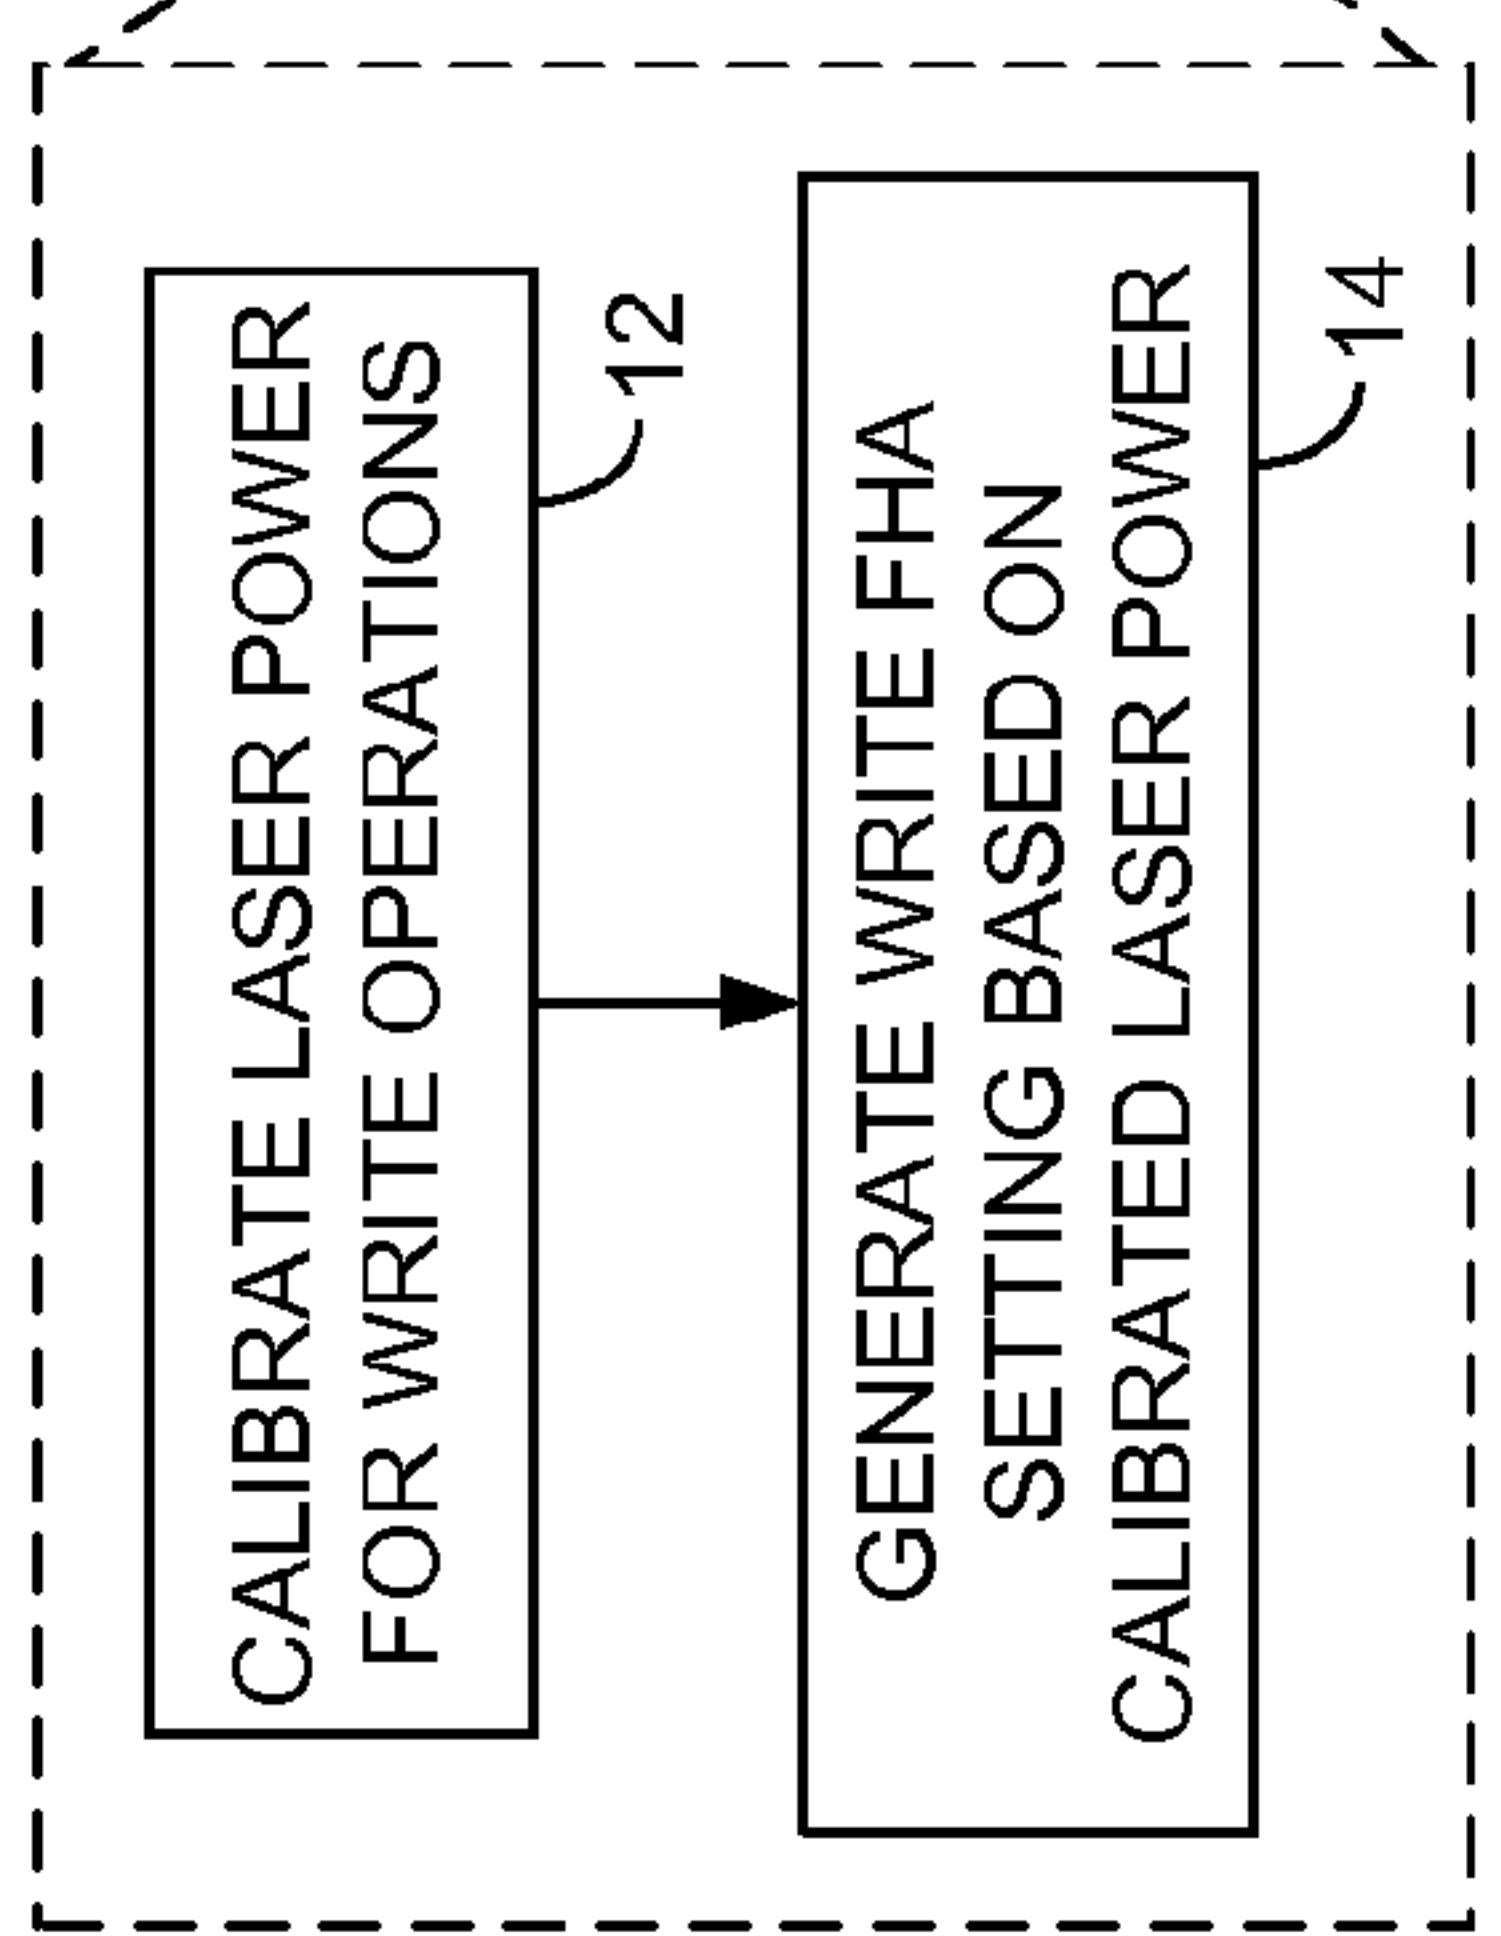 CALIBRATE LASER POWER
FOR WRITE OPERATIONS
12
GENERATE WRITE FHA
SETTING BASED ON
CALIBRATED LASER POWER
14